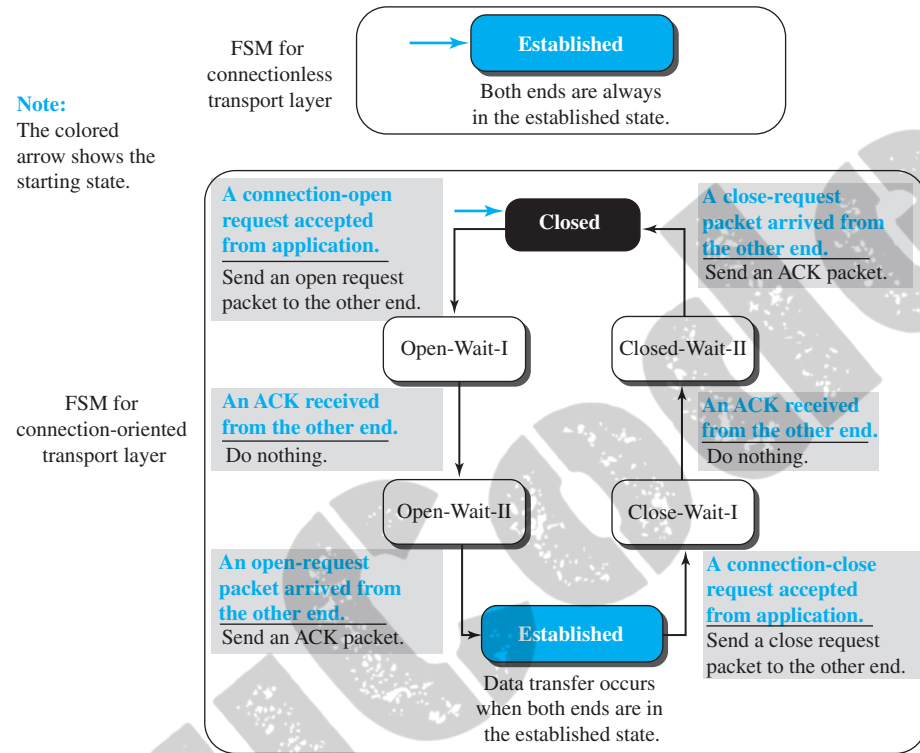 FSM for
connectionless
transport layer
Established
Both ends are always
in the established state.
Note:
The colored
arrow shows the
starting state.
A connection-open
request accepted
from application.
Send an open request
packet to the other end.
Closed
A close-request
packet arrived from
the other end.
Send an ACK packet.
Open-Wait-I
Closed-Wait-II
FSM for
connection-oriented
transport layer
An ACK received
from the other end.
Do nothing.
An ACK received
from the other end.
Do nothing.
Open-Wait-II
Close-Wait-I
An open-request
packet arrived from
the other end.
Send an ACK packet.
Established
A connection-close
request accepted
from application.
Send a close request
packet to the other end.
Data transfer occurs
when both ends are in
the established state.